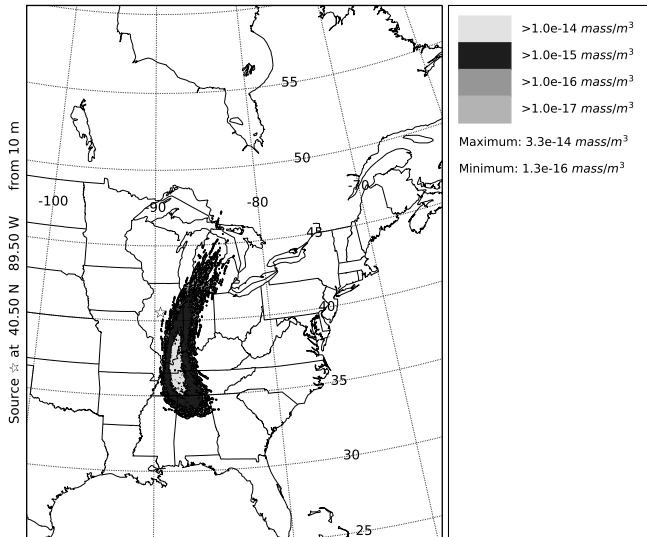 Source ☆ at 40.50 N 89.50 W from 10 m
>1.0e-14 mass/m³
>1.0e-15 mass/m³
>1.0e-16 mass/m³
>1.0e-17 mass/m³
Maximum: 3.3e-14 mass/m³
Minimum: 1.3e-16 mass/m³
55
50
-100
-90
-80
-70
45
40
35
30
25